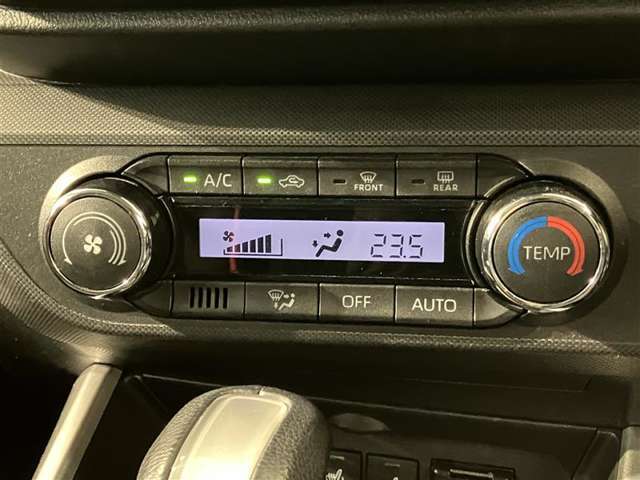 A/C FRONT REAR
23.5
TEMP
OFF AUTO